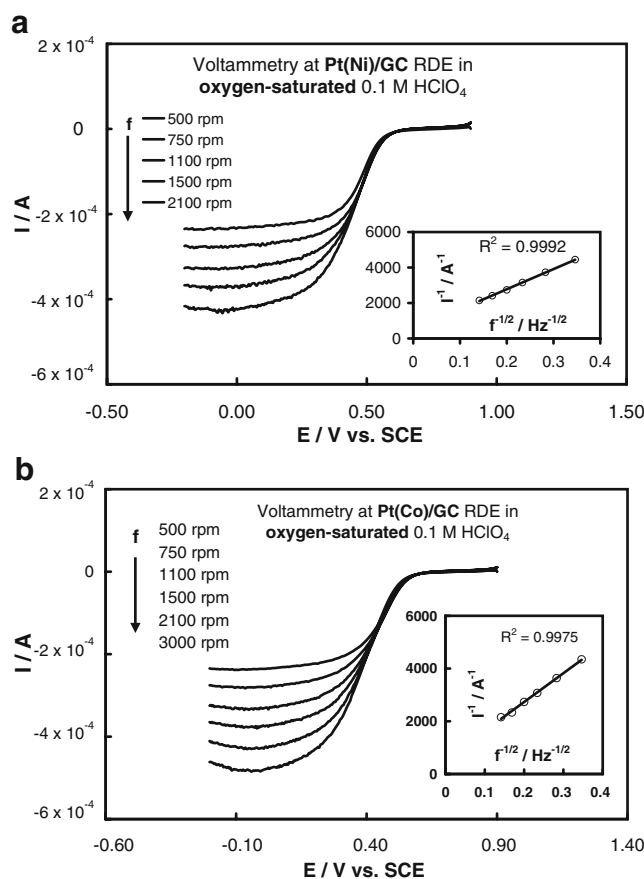 a
2 x 10⁻⁴
0
-2 x 10⁻⁴
-4 x 10⁻⁴
-6 x 10⁻⁴
I / A
Voltammetry at Pt(Ni)/GC RDE in
oxygen-saturated 0.1 M HClO₄
f
500 rpm
750 rpm
1100 rpm
1500 rpm
2100 rpm
6000
4000
2000
0
I⁻¹ / A⁻¹
R² = 0.9992
f⁻¹/² / Hz⁻¹/²
0 0.1 0.2 0.3 0.4
-0.50 0.00 0.50 1.00 1.50
E / V vs. SCE
b
2 x 10⁻⁴
0
-2 x 10⁻⁴
-4 x 10⁻⁴
-6 x 10⁻⁴
I / A
Voltammetry at Pt(Co)/GC RDE in
oxygen-saturated 0.1 M HClO₄
f
500 rpm
750 rpm
1100 rpm
1500 rpm
2100 rpm
3000 rpm
6000
4000
2000
0
I⁻¹ / A⁻¹
R² = 0.9975
f⁻¹/² / Hz⁻¹/²
0 0.1 0.2 0.3 0.4
-0.60 -0.10 0.40 0.90 1.40
E / V vs. SCE